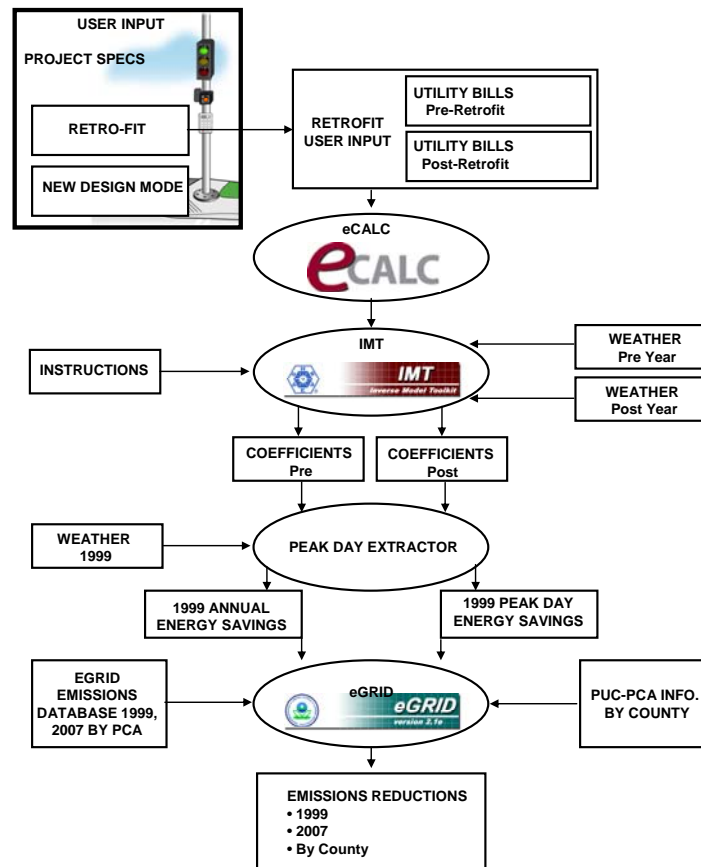 USER INPUT
PROJECT SPECS
RETRO-FIT
NEW DESIGN MODE
RETROFIT
USER INPUT
UTILITY BILLS
Pre-Retrofit
UTILITY BILLS
Post-Retrofit
eCALC
eCALC
IMT
IMT
Inverse Model Toolkit
INSTRUCTIONS
WEATHER
Pre Year
WEATHER
Post Year
COEFFICIENTS
Pre
COEFFICIENTS
Post
WEATHER
1999
PEAK DAY EXTRACTOR
1999 ANNUAL
ENERGY SAVINGS
1999 PEAK DAY
ENERGY SAVINGS
EGRID
EMISSIONS
DATABASE 1999,
2007 BY PCA
eGRID
eGRID
version 2.1e
PUC-PCA INFO.
BY COUNTY
EMISSIONS REDUCTIONS
• 1999
• 2007
• By County